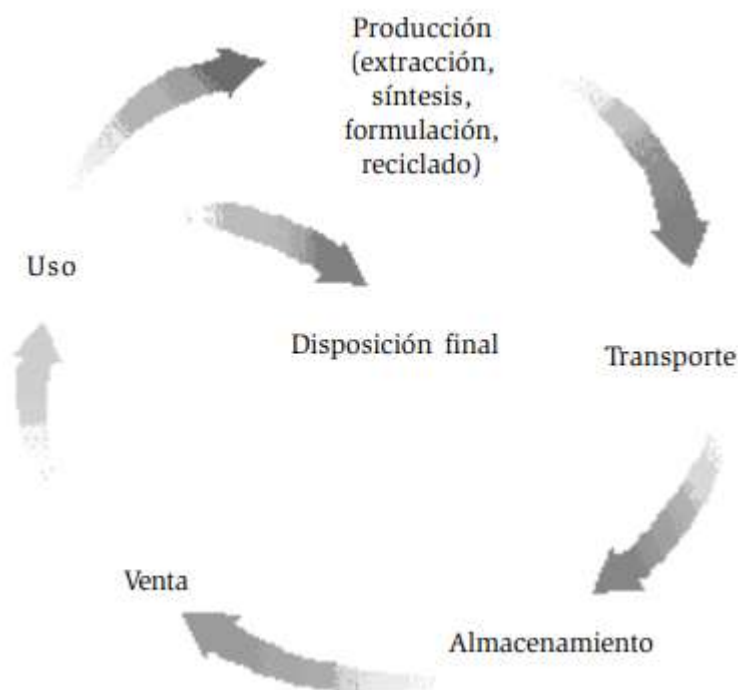 Producción
(extracción,
síntesis,
formulación,
reciclado)
Uso
Disposición final
Transporte
Venta
Almacenamiento